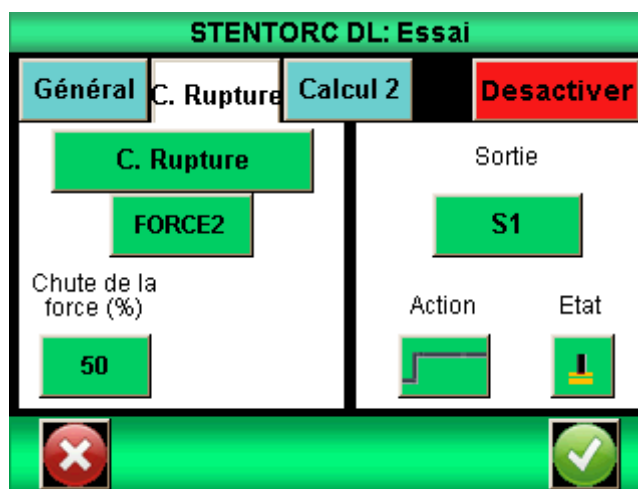 STENTORC DL: Essai
Général
C. Rupture
Calcul 2
Desactiver
C. Rupture
FORCE2
Chute de la
force (%)
50
Sortie
S1
Action
Etat